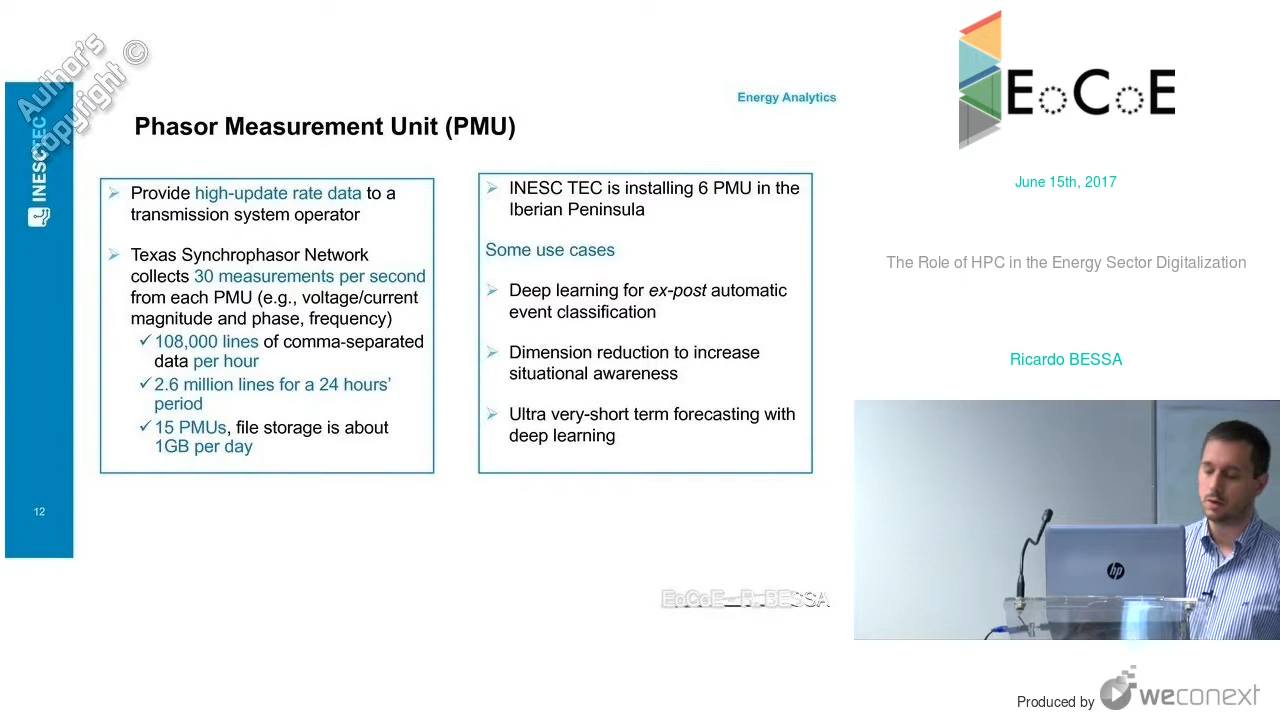 Author's
Copyright ©
INESCTEC
Energy Analytics
Phasor Measurement Unit (PMU)
Provide high-update rate data to a
transmission system operator
Texas Synchrophasor Network
collects 30 measurements per second
from each PMU (e.g., voltage/current
magnitude and phase, frequency)
108,000 lines of comma-separated
data per hour
2.6 million lines for a 24 hours'
period
15 PMUs, file storage is about
1GB per day
INESC TEC is installing 6 PMU in the
Iberian Peninsula
Some use cases
Deep learning for ex-post automatic
event classification
Dimension reduction to increase
situational awareness
Ultra very-short term forecasting with
deep learning
12
EoCoE - R. BESSA
EoCoE
June 15th, 2017
The Role of HPC in the Energy Sector Digitalization
Ricardo BESSA
hp
Produced by weconext